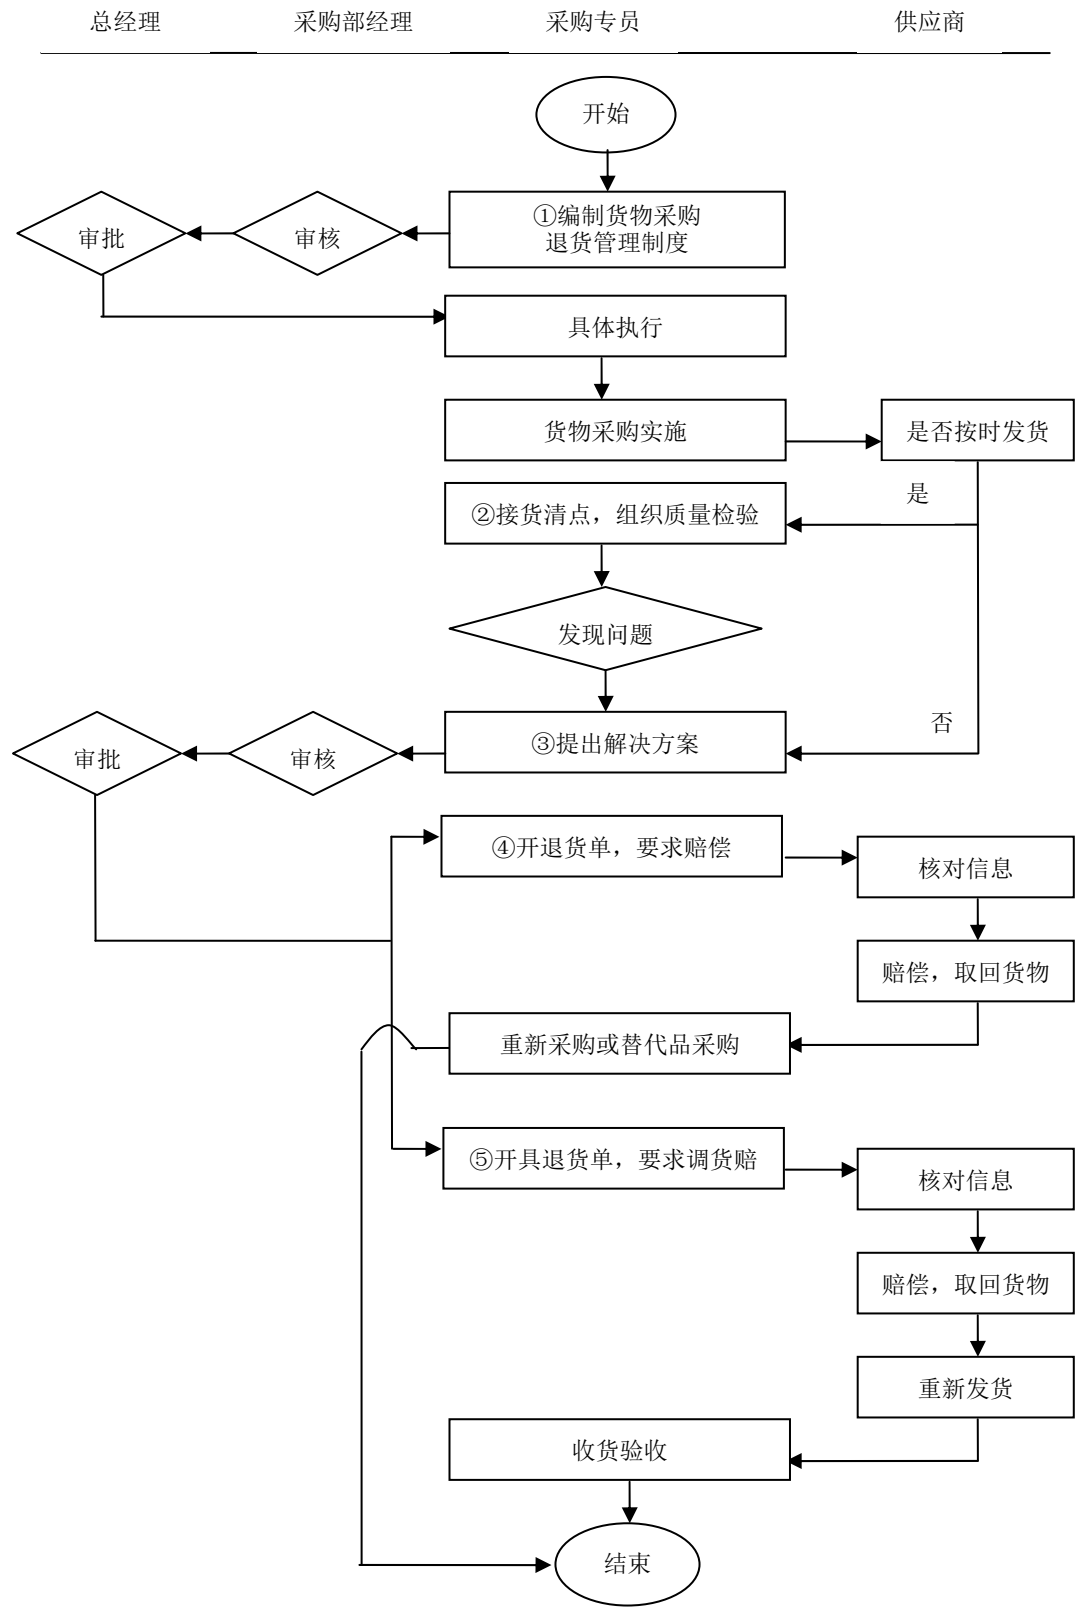 总经理
采购部经理
采购专员
供应商
开始
①编制货物采购
退货管理制度
审核
审批
具体执行
货物采购实施
是否按时发货
是
②接货清点，组织质量检验
发现问题
否
③提出解决方案
审核
审批
④开退货单，要求赔偿
核对信息
赔偿，取回货物
重新采购或替代品采购
⑤开具退货单，要求调货赔
核对信息
赔偿，取回货物
重新发货
收货验收
结束